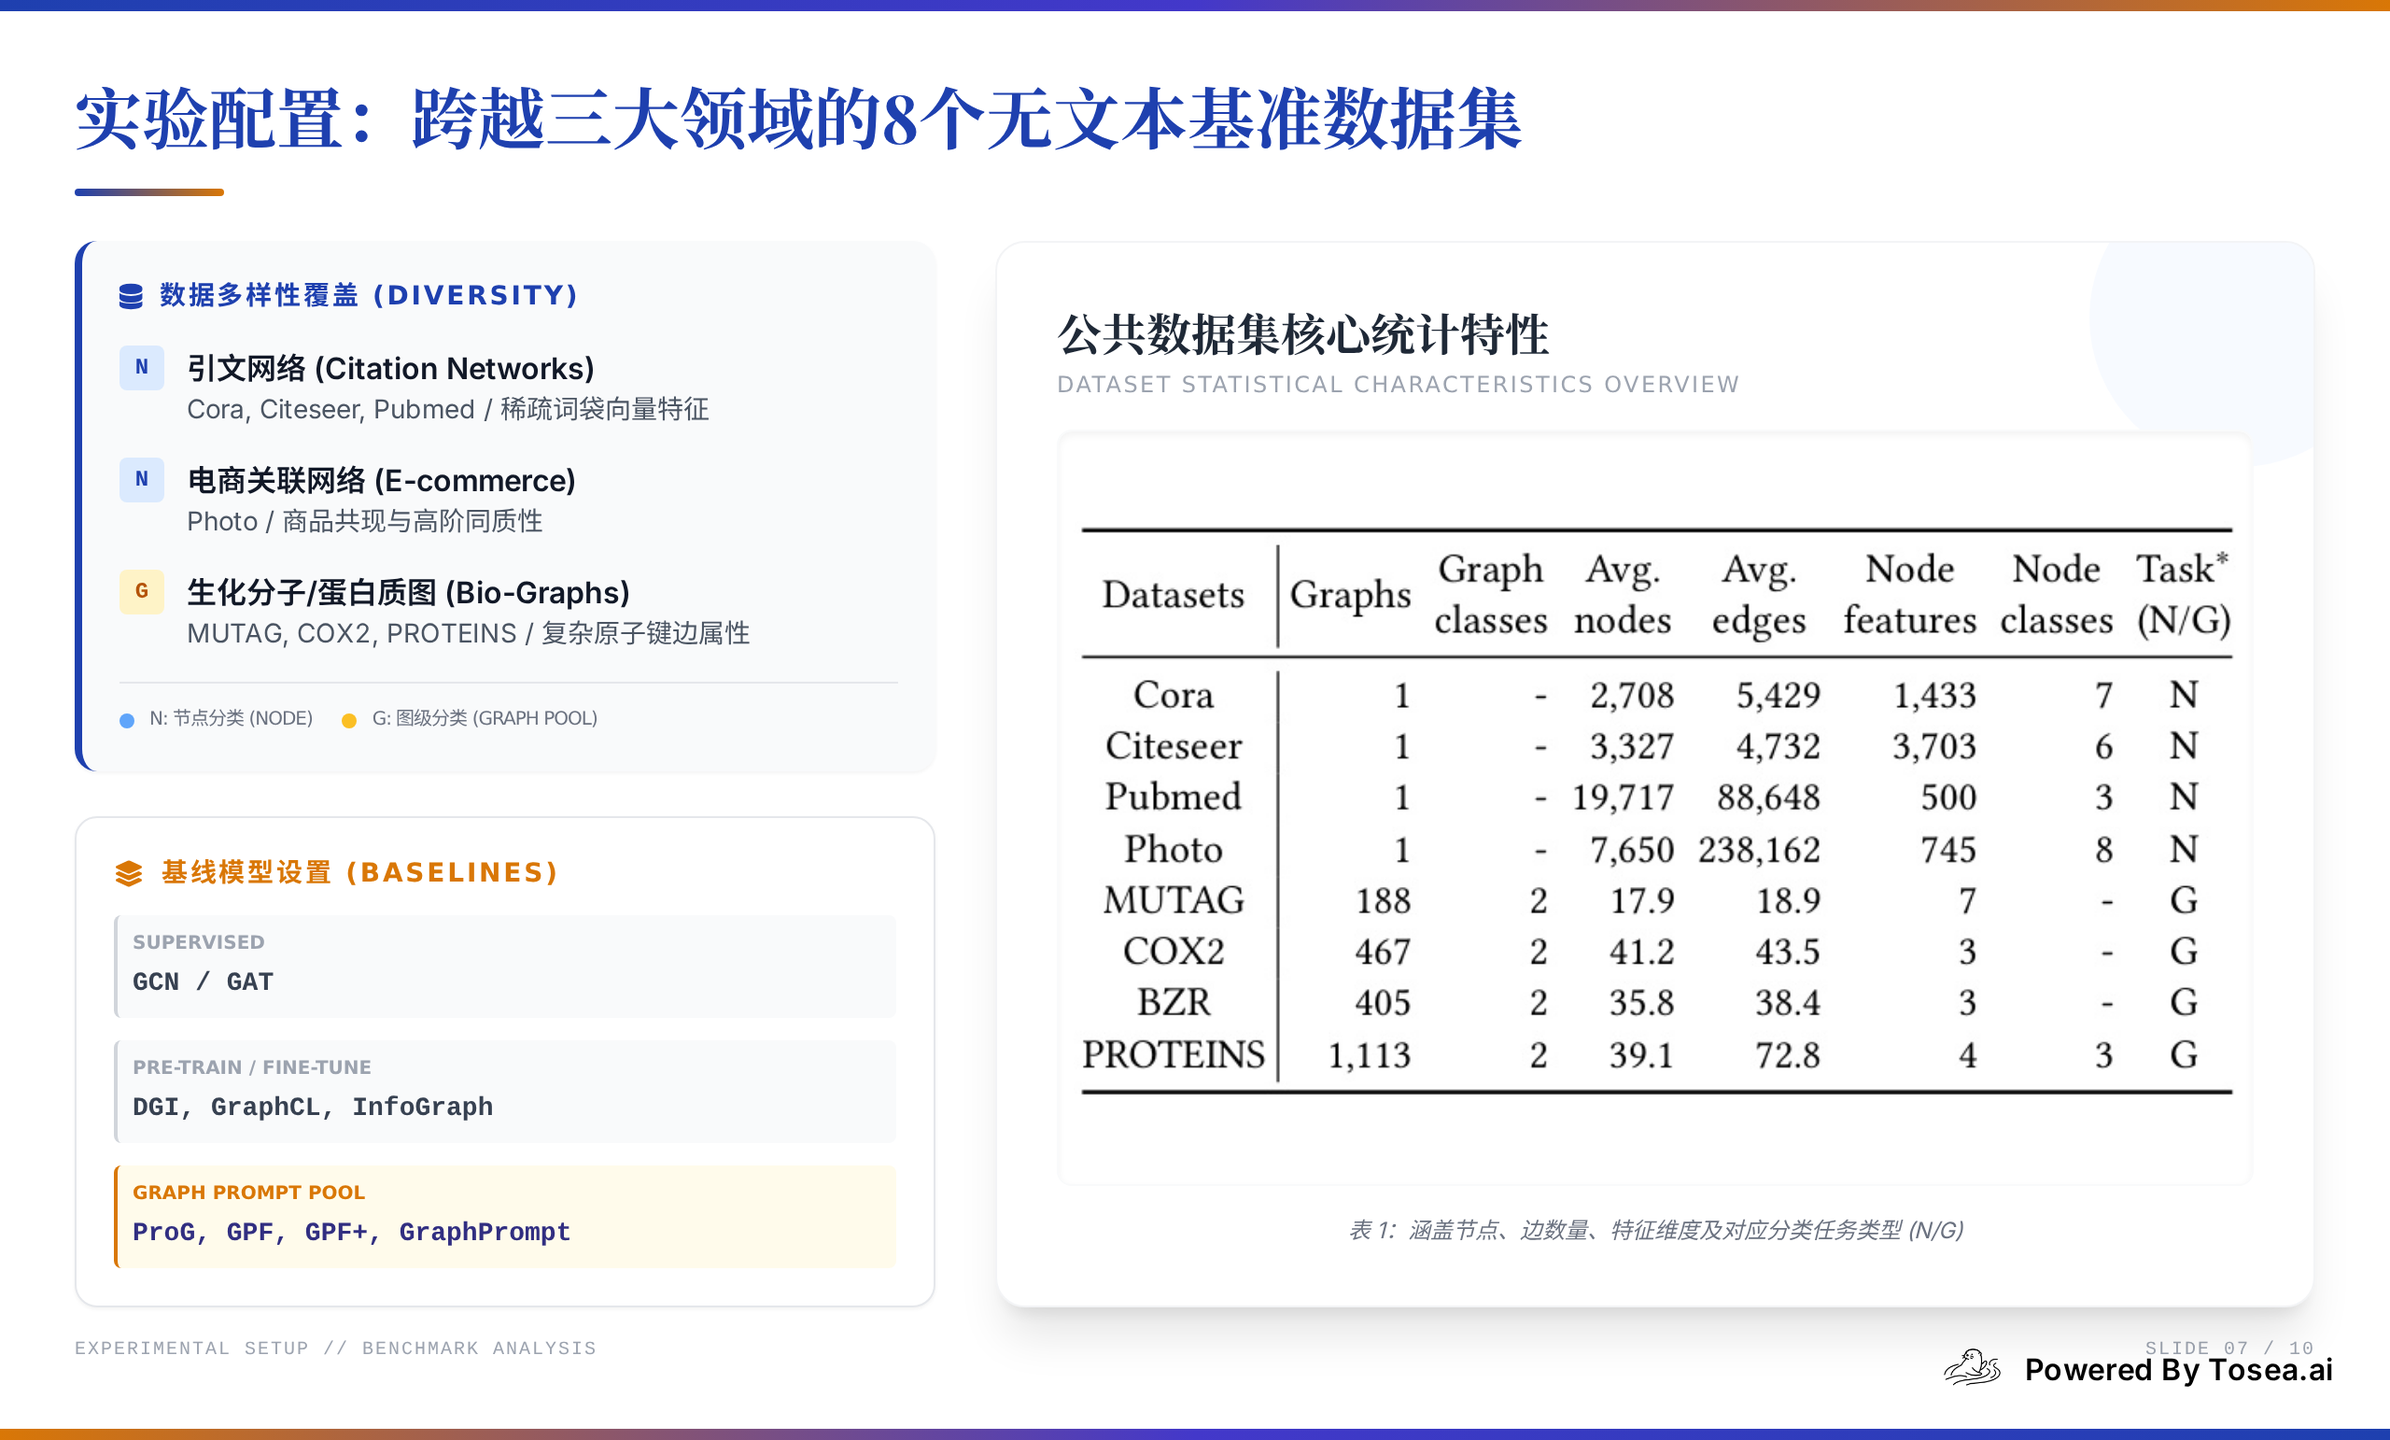 实验配置：跨越三大领域的8个无文本基准数据集
数据多样性覆盖 (DIVERSITY)
N
引文网络 (Citation Networks)
Cora, Citeseer, Pubmed / 稀疏词袋向量特征
N
电商关联网络 (E-commerce)
Photo / 商品共现与高阶同质性
G
生化分子/蛋白质图 (Bio-Graphs)
MUTAG, COX2, PROTEINS / 复杂原子键边属性
N: 节点分类 (NODE) G: 图级分类 (GRAPH POOL)
基线模型设置 (BASELINES)
SUPERVISED
GCN / GAT
PRE-TRAIN / FINE-TUNE
DGI, GraphCL, InfoGraph
GRAPH PROMPT POOL
ProG, GPF, GPF+, GraphPrompt
公共数据集核心统计特性
DATASET STATISTICAL CHARACTERISTICS OVERVIEW
Datasets Graphs Graph classes Avg. nodes Avg. edges Node features Node classes Task* (N/G)
Cora 1 - 2,708 5,429 1,433 7 N
Citeseer 1 - 3,327 4,732 3,703 6 N
Pubmed 1 - 19,717 88,648 500 3 N
Photo 1 - 7,650 238,162 745 8 N
MUTAG 188 2 17.9 18.9 7 - G
COX2 467 2 41.2 43.5 3 - G
BZR 405 2 35.8 38.4 3 - G
PROTEINS 1,113 2 39.1 72.8 4 3 G
表 1：涵盖节点、边数量、特征维度及对应分类任务类型 (N/G)
EXPERIMENTAL SETUP // BENCHMARK ANALYSIS
SLIDE 07 / 10
Powered By Tosea.ai